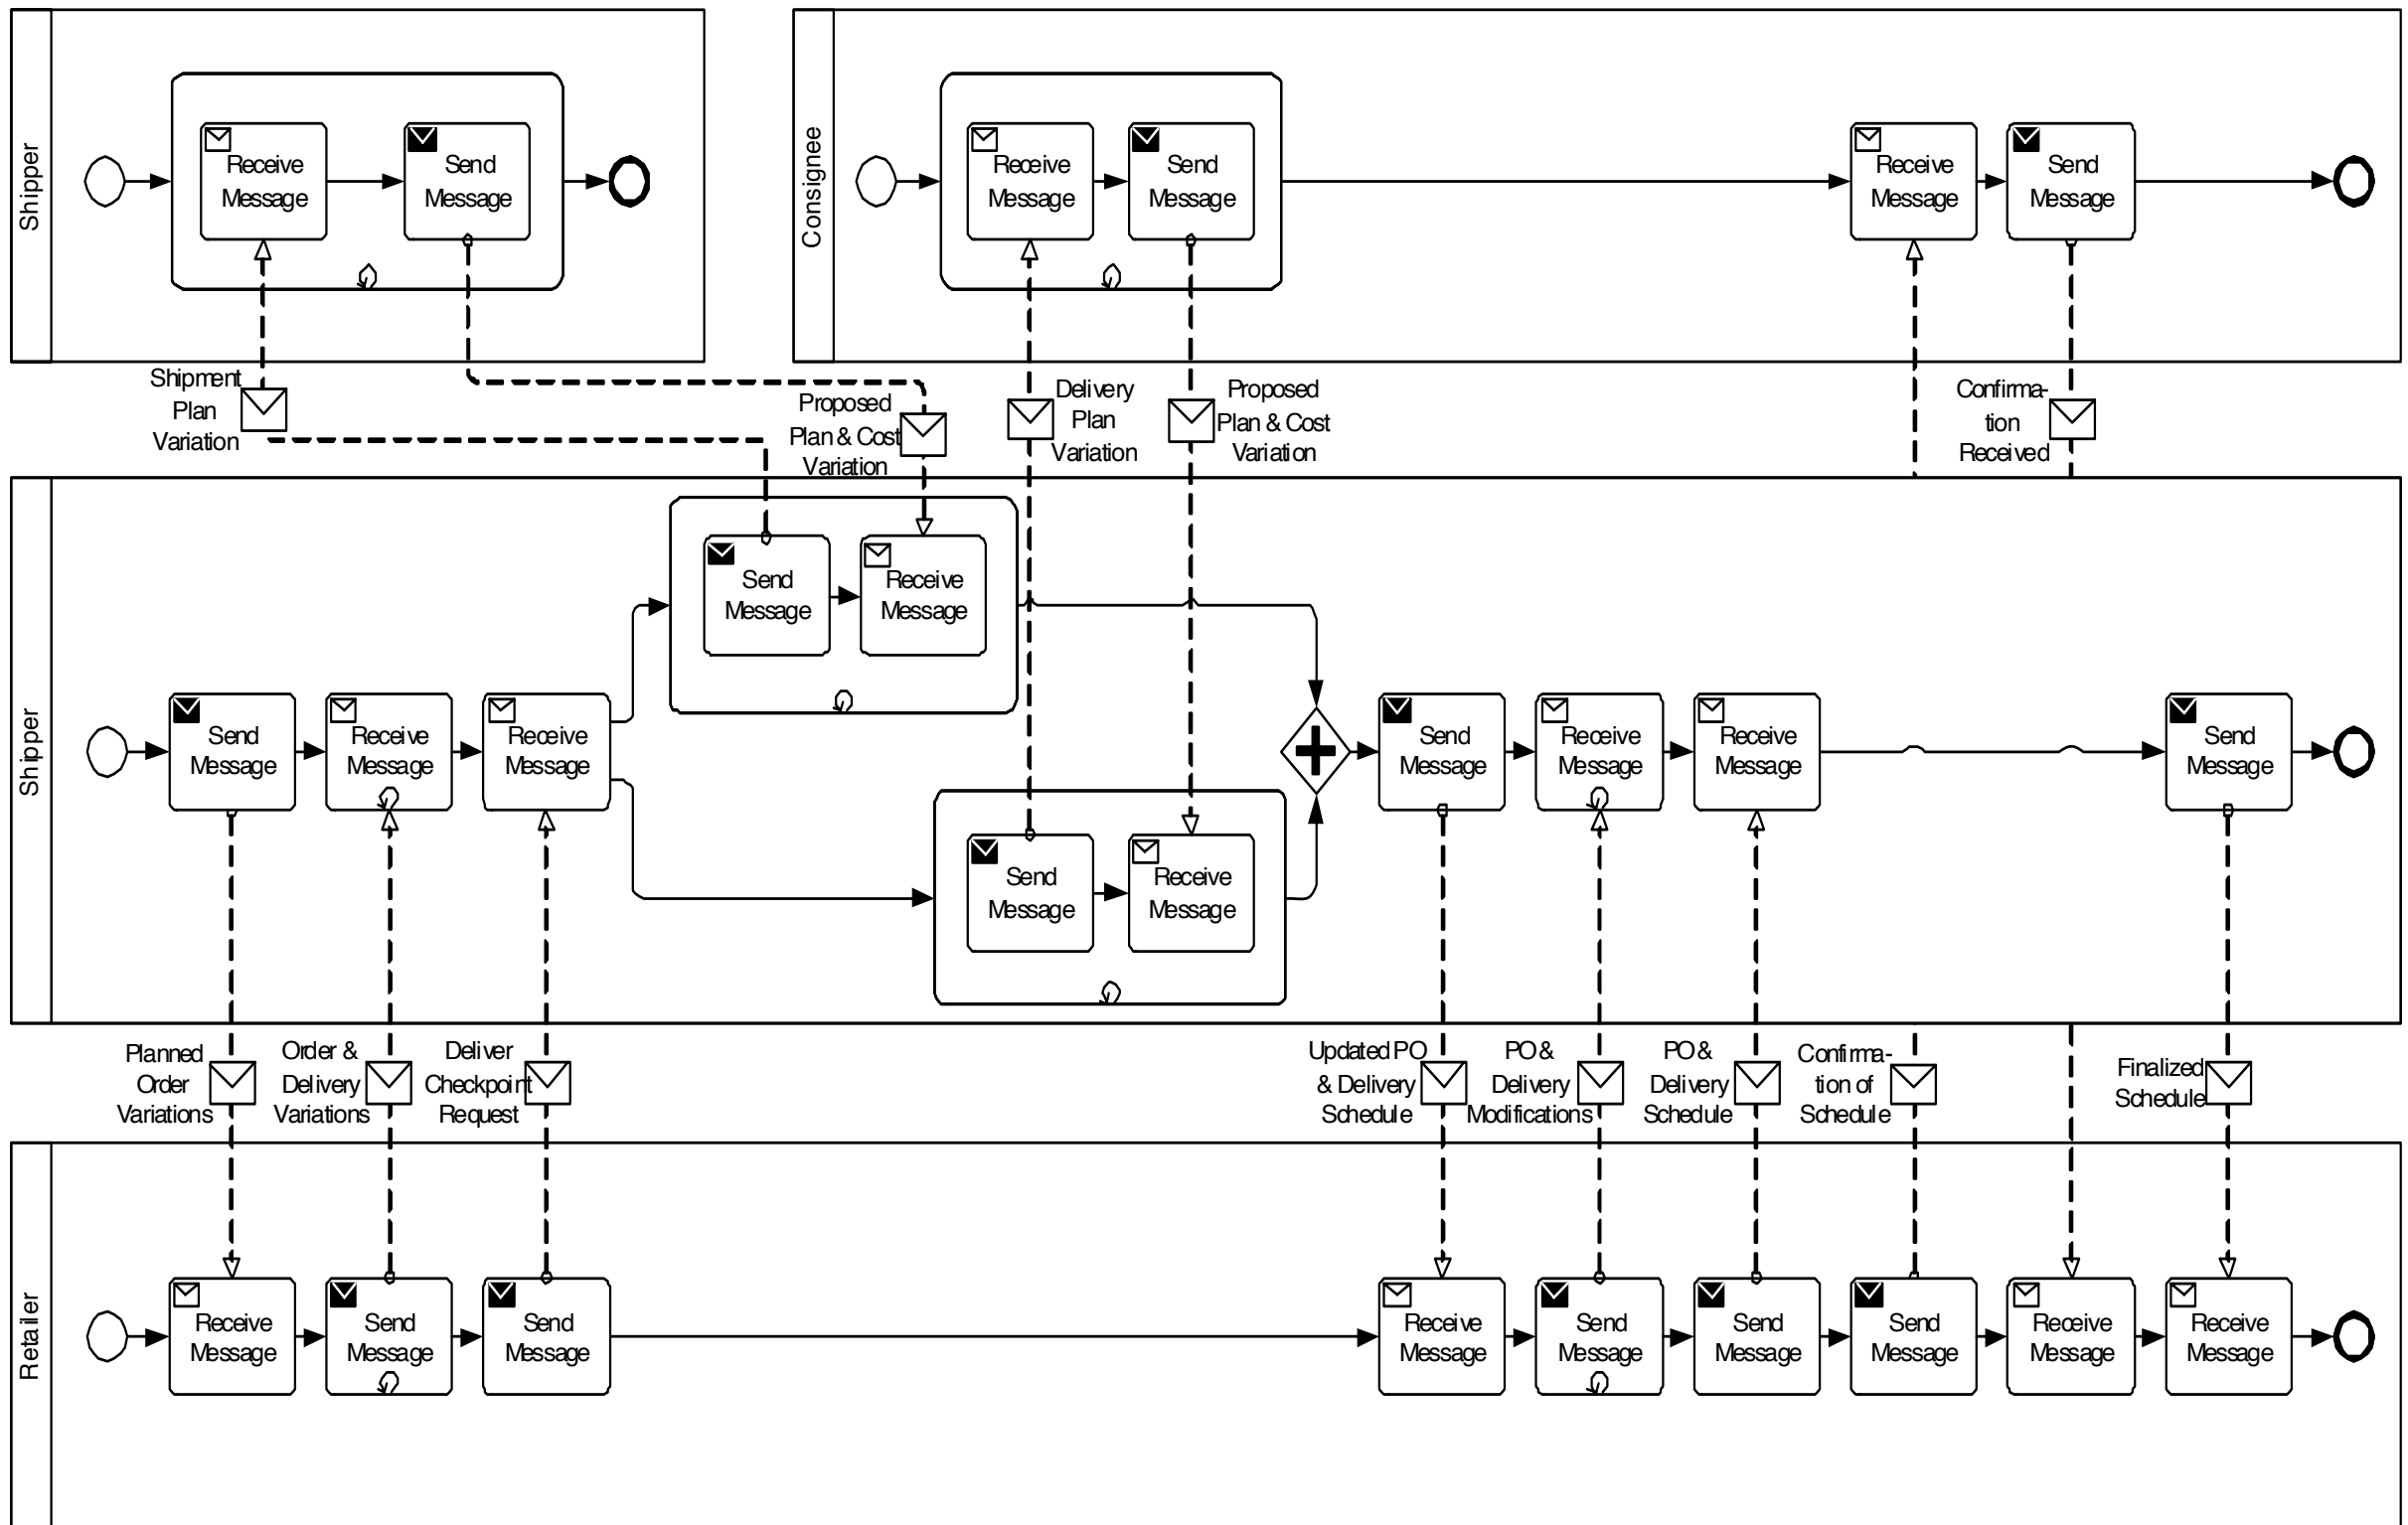 Shipper
Receive
Message
Send
Message
Consignee
Receive
Message
Send
Message
Receive
Message
Send
Message
Shipment
Plan
Variation
Proposed
Plan & Cost
Variation
Delivery
Plan
Variation
Proposed
Plan & Cost
Variation
Confirma-
tion
Received
Shipper
Send
Message
Receive
Message
Send
Message
Receive
Message
Receive
Message
Send
Message
Receive
Message
Send
Message
Receive
Message
Receive
Message
Send
Message
Planned
Order
Variations
Order &
Delivery
Variations
Deliver
Checkpoint
Request
Updated PO
& Delivery
Schedule
PO &
Delivery
Modifications
PO &
Delivery
Schedule
Confirma-
tion of
Schedule
Finalized
Schedule
Retailer
Receive
Message
Send
Message
Send
Message
Receive
Message
Send
Message
Send
Message
Send
Message
Receive
Message
Receive
Message